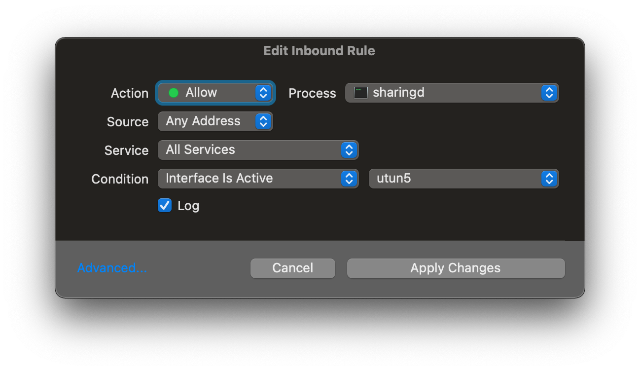 Edit Inbound Rule
Action Allow Process sharingd
Source Any Address
Service All Services
Condition Interface Is Active utun5
Log
Advanced... Cancel Apply Changes